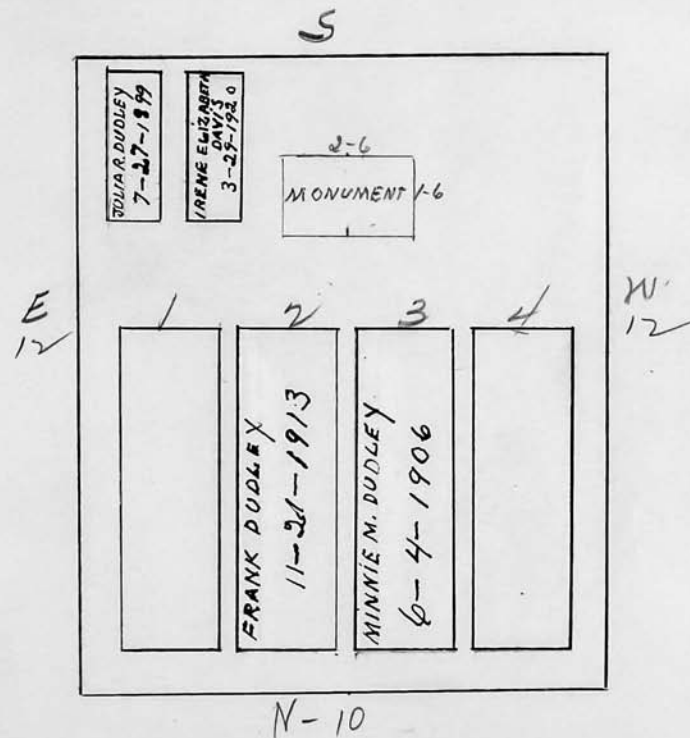 S
JULIA R. DUDLEY
7-27-1899
IRENE ELIZABETH
DAVIS
3-29-1920
2-6
MONUMENT 1-6
E
12
W.
12
1 2 3 4
FRANK DUDLEY
11-21-1913
MINNIE M. DUDLEY
6-4-1906
N-10